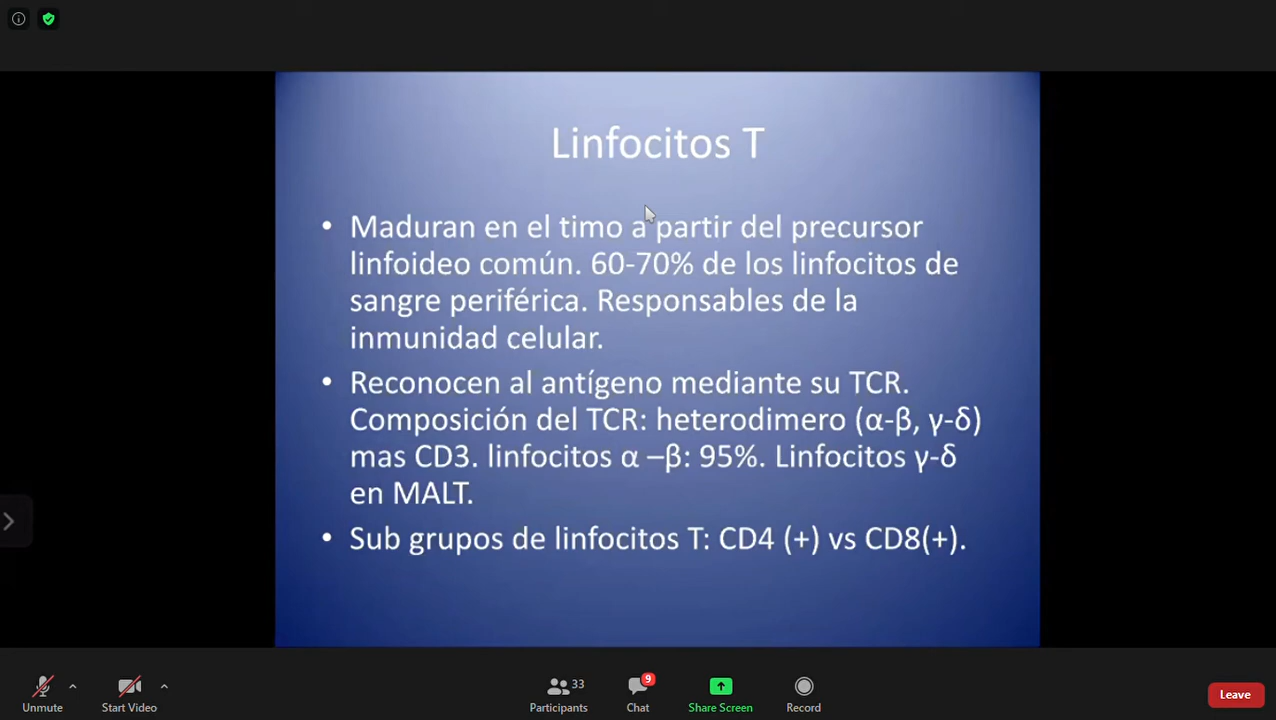 Linfocitos T
• Maduran en el timo a partir del precursor
linfoideo común. 60-70% de los linfocitos de
sangre periférica. Responsables de la
inmunidad celular.
• Reconocen al antígeno mediante su TCR.
Composición del TCR: heterodimero (α-β, γ-δ)
mas CD3. linfocitos α –β: 95%. Linfocitos γ-δ
en MALT.
• Sub grupos de linfocitos T: CD4 (+) vs CD8(+).
Unmute
Start Video
33
Participants
9
Chat
Share Screen
Record
Leave